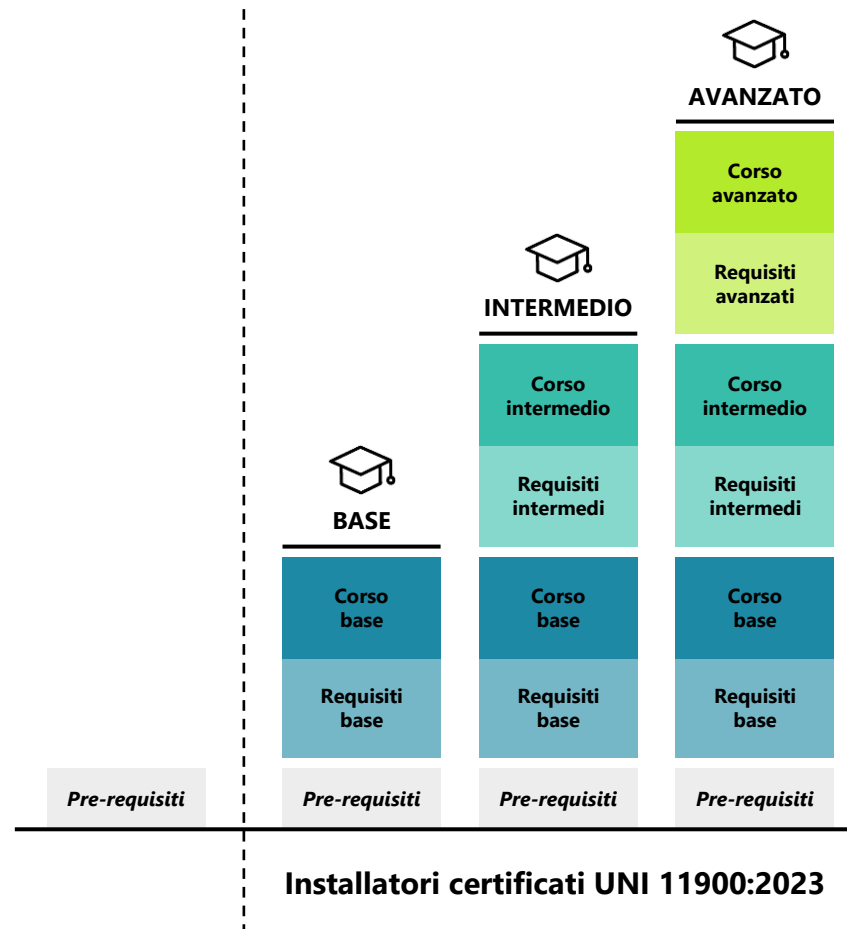 AVANZATO
Corso
avanzato
Requisiti
avanzati
INTERMEDIO
Corso
intermedio
Corso
intermedio
Requisiti
intermedi
Requisiti
intermedi
BASE
Corso
base
Corso
base
Corso
base
Requisiti
base
Requisiti
base
Requisiti
base
Pre-requisiti
Pre-requisiti
Pre-requisiti
Pre-requisiti
Installatori certificati UNI 11900:2023